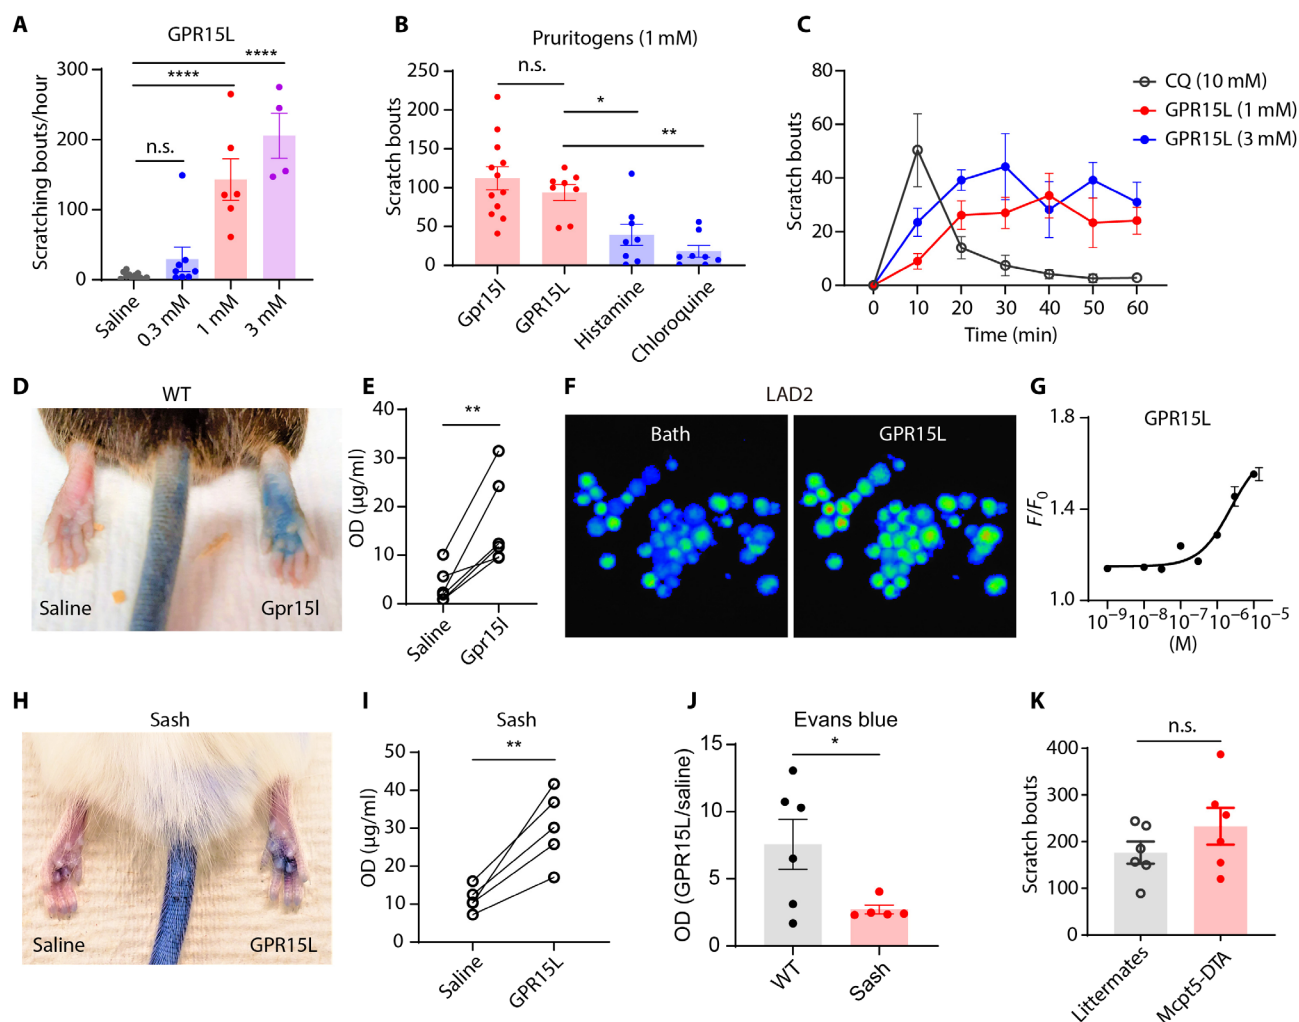 A
GPR15L
****
****
n.s.
Scratching bouts/hour
300
200
100
0
Saline
0.3 mM
1 mM
3 mM
B
Pruritogens (1 mM)
n.s.
*
**
Scratch bouts
250
200
150
100
50
0
Gpr15l
GPR15L
Histamine
Chloroquine
C
Scratch bouts
80
60
40
20
0
0 10 20 30 40 50 60
Time (min)
CQ (10 mM)
GPR15L (1 mM)
GPR15L (3 mM)
D
WT
Saline
Gpr15l
E
**
OD (µg/ml)
40
30
20
10
0
Saline
Gpr15l
F
LAD2
Bath
GPR15L
G
GPR15L
F/F0
1.8
1.4
1.0
10−9 10−8 10−7 10−6 10−5
(M)
H
Sash
Saline
GPR15L
I
Sash
**
OD (µg/ml)
50
40
30
20
10
0
Saline
GPR15L
J
Evans blue
*
OD (GPR15L/saline)
15
10
5
0
WT
Sash
K
n.s.
Scratch bouts
400
300
200
100
0
Littermates
Mcpt5-DTA